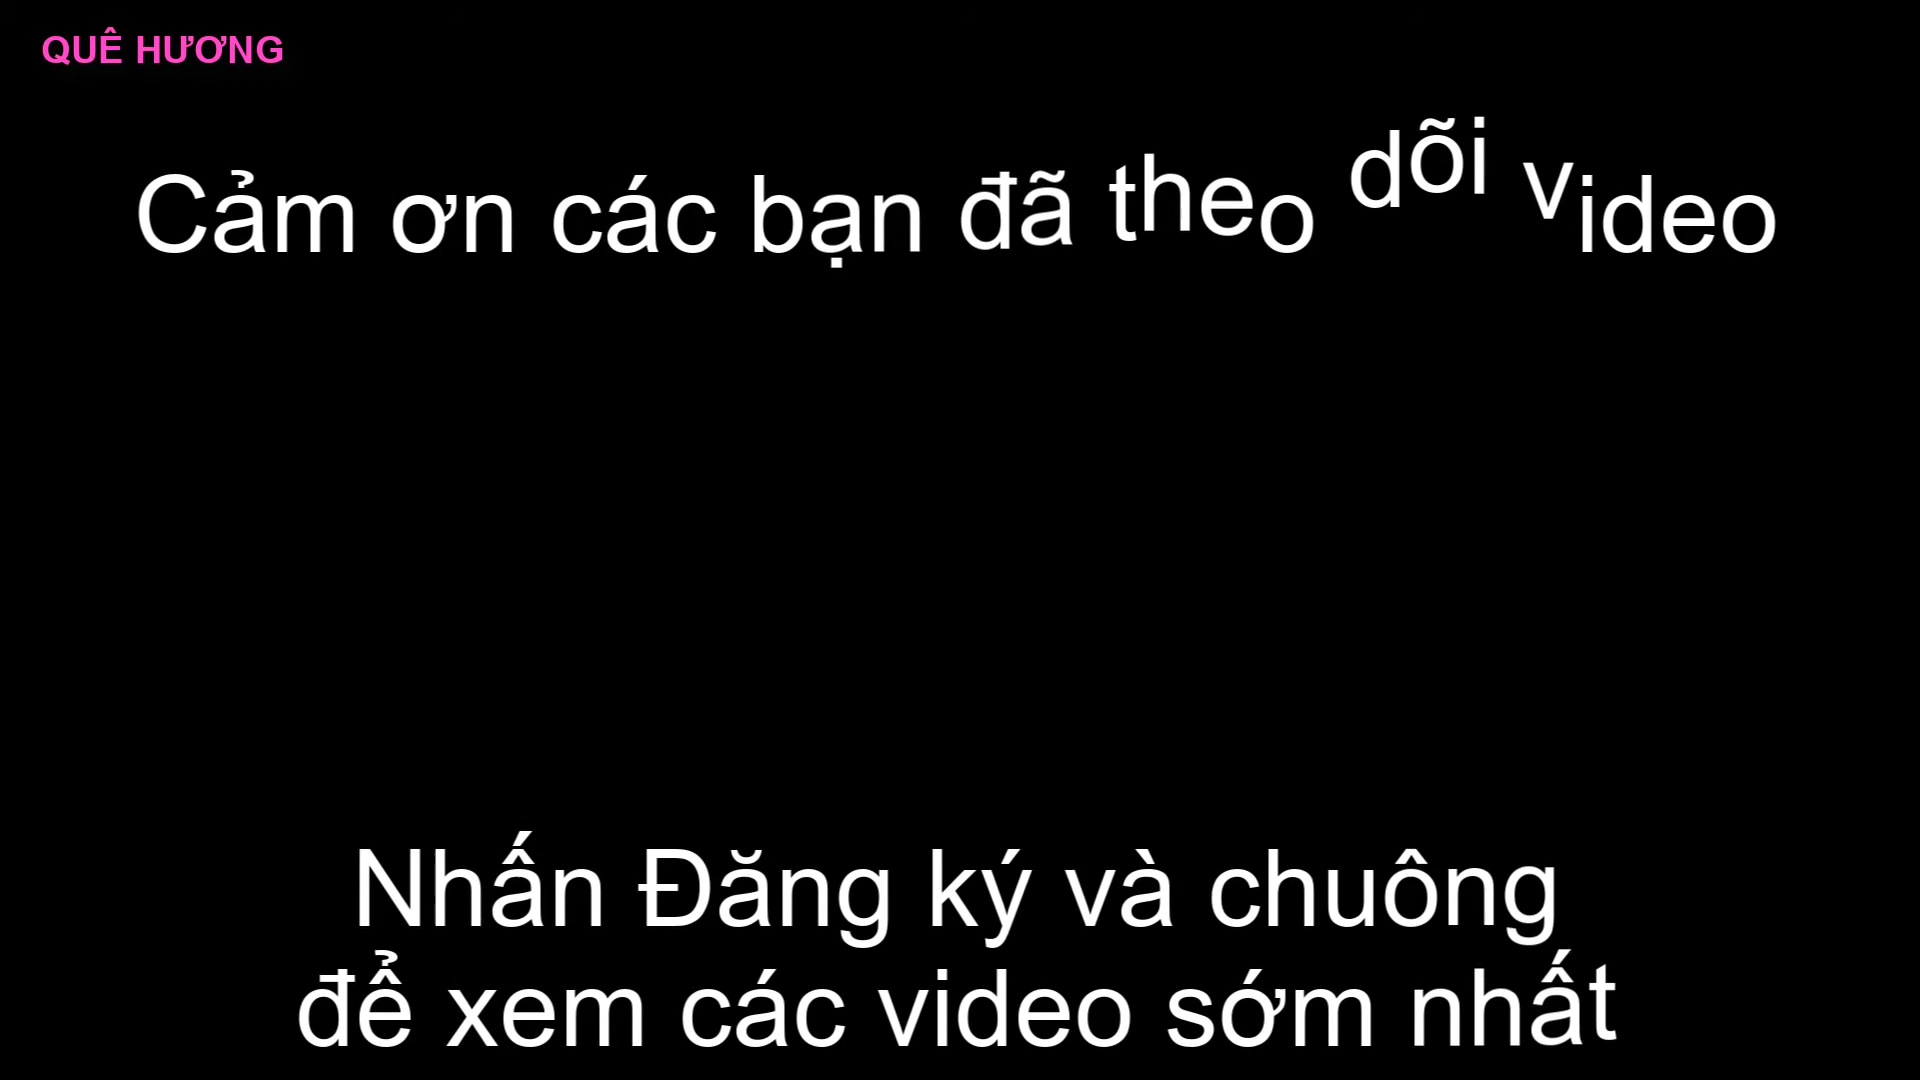 QUÊ HƯƠNG
Cảm ơn các bạn đã theo dõi video
Nhấn Đăng ký và chuông
để xem các video sớm nhất